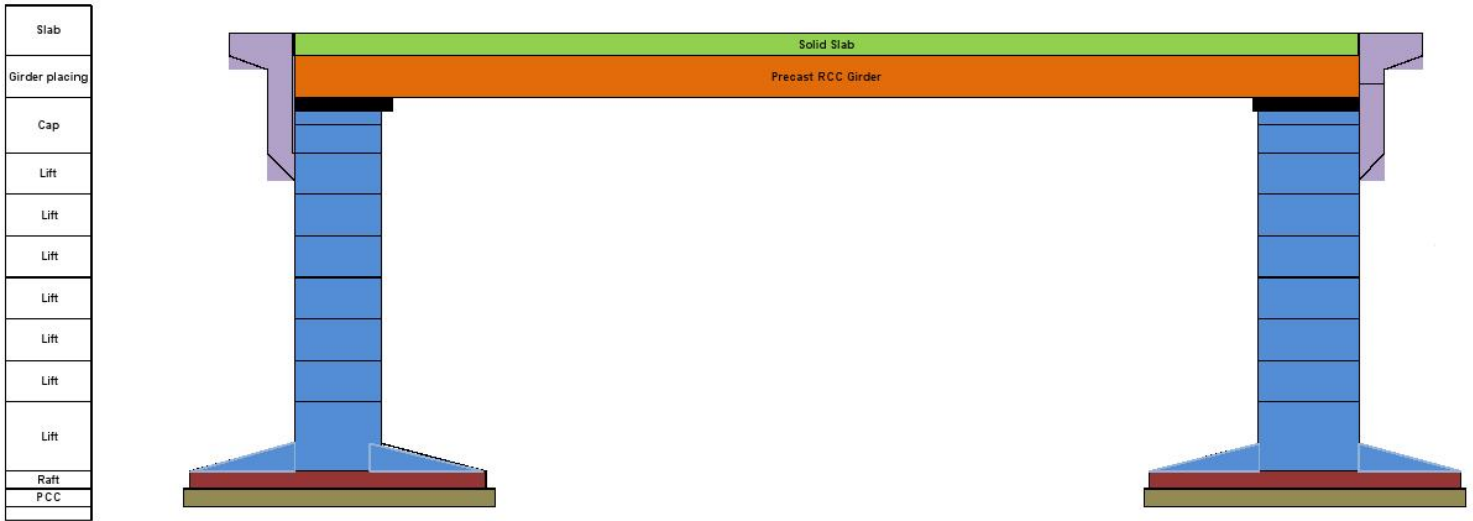 Slab
Solid Slab
Girder placing
Precast RCC Girder
Cap
Lift
Lift
Lift
Lift
Lift
Lift
Lift
Raft
PCC